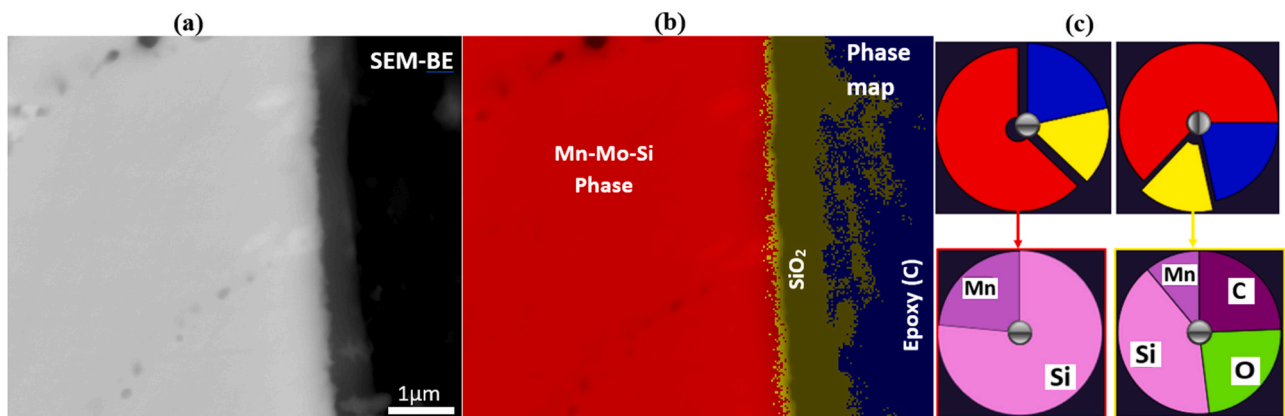 (a)
(b)
(c)
SEM-BE
Phase
map
Mn-Mo-Si
Phase
SiO₂
Epoxy (C)
1μm
Mn
Si
Mn
C
Si
O